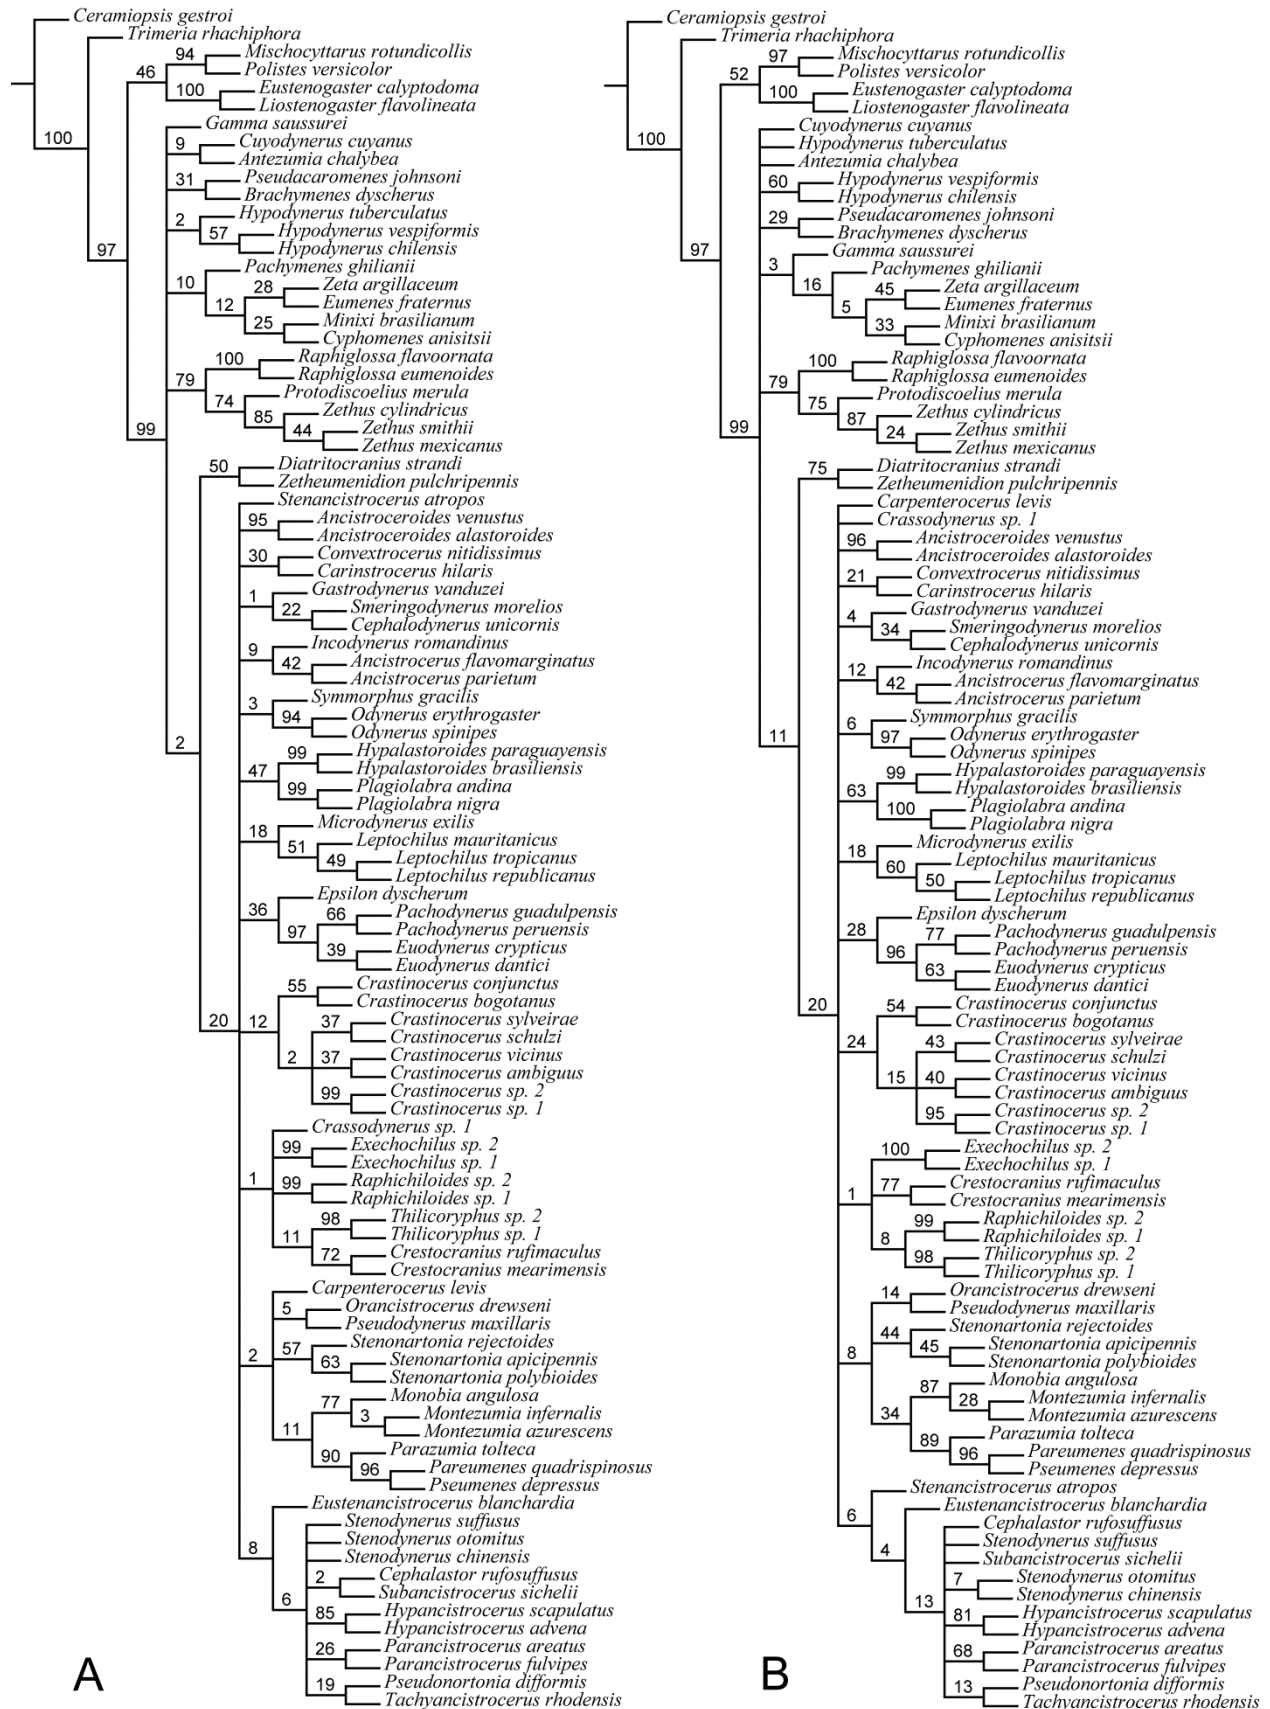 Ceramiopsis gestroi
Trimeria rhachiphora
94 Mischocyttarus rotundicollis
46 Polistes versicolor
100 Eustenogaster calyptodoma
Liostenogaster flavolineata
100 Gamma saussurei
9 Cuyodynerus cuyanus
Antezumia chalybea
31 Pseudacaromenes johnsoni
Brachymenes dyscherus
2 Hypodynerus tuberculatus
57 Hypodynerus vespiformis
97 Hypodynerus chilensis
10 Pachymenes ghilianii
28 Zeta argillaceum
12 Eumenes fraternus
25 Minixi brasilianum
Cyphomenes anisitsii
100 Raphiglossa flavoornata
79 Raphiglossa eumenoides
74 Protodiscoelius merula
85 Zethus cylindricus
99 44 Zethus smithii
Zethus mexicanus
50 Diatritocranius strandi
Zetheumenidion pulchripennis
Stenancistrocerus atropos
95 Ancistroceroides venustus
Ancistroceroides alastoroides
30 Convextrocerus nitidissimus
Carinstrocerus hilaris
1 Gastrodynerus vanduzei
22 Smeringodynerus morelios
Cephalodynerus unicornis
9 Incodynerus romandinus
42 Ancistrocerus flavomarginatus
Ancistrocerus parietum
3 Symmorphus gracilis
94 Odynerus erythrogaster
Odynerus spinipes
2 99 Hypalastoroides paraguayensis
47 Hypalastoroides brasiliensis
99 Plagiolabra andina
Plagiolabra nigra
18 Microdynerus exilis
51 Leptochilus mauritanicus
49 Leptochilus tropicanus
Leptochilus republicanus
36 Epsilon dyscherum
66 Pachodynerus guadulpensis
97 Pachodynerus peruensis
39 Euodynerus crypticus
Euodynerus dantici
55 Crastinocerus conjunctus
Crastinocerus bogotanus
20 12 37 Crastinocerus sylveirae
Crastinocerus schulzi
2 37 Crastinocerus vicinus
Crastinocerus ambiguus
99 Crastinocerus sp. 2
Crastinocerus sp. 1
Crassodynerus sp. 1
99 Exechochilus sp. 2
Exechochilus sp. 1
1 99 Raphichiloides sp. 2
Raphichiloides sp. 1
98 Thilicoryphus sp. 2
11 Thilicoryphus sp. 1
72 Crestocranius rufimaculus
Crestocranius mearimensis
Carpenterocerus levis
5 Orancistrocerus drewseni
Pseudodynerus maxillaris
2 57 Stenonartonia rejectoides
63 Stenonartonia apicipennis
Stenonartonia polybioides
77 Monobia angulosa
3 Montezumia infernalis
11 Montezumia azurescens
90 Parazumia tolteca
96 Pareumenes quadrispinosus
Pseumenes depressus
Eustenancistrocerus blanchardia
Stenodynerus suffusus
Stenodynerus otomitus
8 Stenodynerus chinensis
2 Cephalastor rufosuffusus
6 Subancistrocerus sichelii
85 Hypancistrocerus scapulatus
Hypancistrocerus advena
26 Parancistrocerus areatus
Parancistrocerus fulvipes
19 Pseudonortonia difformis
Tachyancistrocerus rhodensis
A
Ceramiopsis gestroi
Trimeria rhachiphora
97 Mischocyttarus rotundicollis
52 Polistes versicolor
100 Eustenogaster calyptodoma
Liostenogaster flavolineata
Cuyodynerus cuyanus
100 Hypodynerus tuberculatus
Antezumia chalybea
60 Hypodynerus vespiformis
Hypodynerus chilensis
29 Pseudacaromenes johnsoni
Brachymenes dyscherus
97 3 Gamma saussurei
16 Pachymenes ghilianii
45 Zeta argillaceum
5 Eumenes fraternus
33 Minixi brasilianum
Cyphomenes anisitsii
100 Raphiglossa flavoornata
79 Raphiglossa eumenoides
75 Protodiscoelius merula
87 Zethus cylindricus
99 24 Zethus smithii
Zethus mexicanus
75 Diatritocranius strandi
Zetheumenidion pulchripennis
Carpenterocerus levis
Crassodynerus sp. 1
96 Ancistroceroides venustus
Ancistroceroides alastoroides
21 Convextrocerus nitidissimus
Carinstrocerus hilaris
4 Gastrodynerus vanduzei
34 Smeringodynerus morelios
Cephalodynerus unicornis
12 Incodynerus romandinus
42 Ancistrocerus flavomarginatus
Ancistrocerus parietum
6 Symmorphus gracilis
11 97 Odynerus erythrogaster
Odynerus spinipes
99 Hypalastoroides paraguayensis
63 Hypalastoroides brasiliensis
100 Plagiolabra andina
Plagiolabra nigra
18 Microdynerus exilis
60 Leptochilus mauritanicus
50 Leptochilus tropicanus
Leptochilus republicanus
28 Epsilon dyscherum
77 Pachodynerus guadulpensis
96 Pachodynerus peruensis
63 Euodynerus crypticus
Euodynerus dantici
20 54 Crastinocerus conjunctus
Crastinocerus bogotanus
24 43 Crastinocerus sylveirae
Crastinocerus schulzi
15 40 Crastinocerus vicinus
Crastinocerus ambiguus
95 Crastinocerus sp. 2
Crastinocerus sp. 1
100 Exechochilus sp. 2
Exechochilus sp. 1
1 77 Crestocranius rufimaculus
Crestocranius mearimensis
99 Raphichiloides sp. 2
8 Raphichiloides sp. 1
98 Thilicoryphus sp. 2
Thilicoryphus sp. 1
14 Orancistrocerus drewseni
Pseudodynerus maxillaris
44 Stenonartonia rejectoides
8 45 Stenonartonia apicipennis
Stenonartonia polybioides
87 Monobia angulosa
28 Montezumia infernalis
34 Montezumia azurescens
89 Parazumia tolteca
96 Pareumenes quadrispinosus
Pseumenes depressus
Stenancistrocerus atropos
6 Eustenancistrocerus blanchardia
Cephalastor rufosuffusus
4 Stenodynerus suffusus
Subancistrocerus sichelii
7 Stenodynerus otomitus
13 Stenodynerus chinensis
81 Hypancistrocerus scapulatus
Hypancistrocerus advena
68 Parancistrocerus areatus
Parancistrocerus fulvipes
13 Pseudonortonia difformis
Tachyancistrocerus rhodensis
B